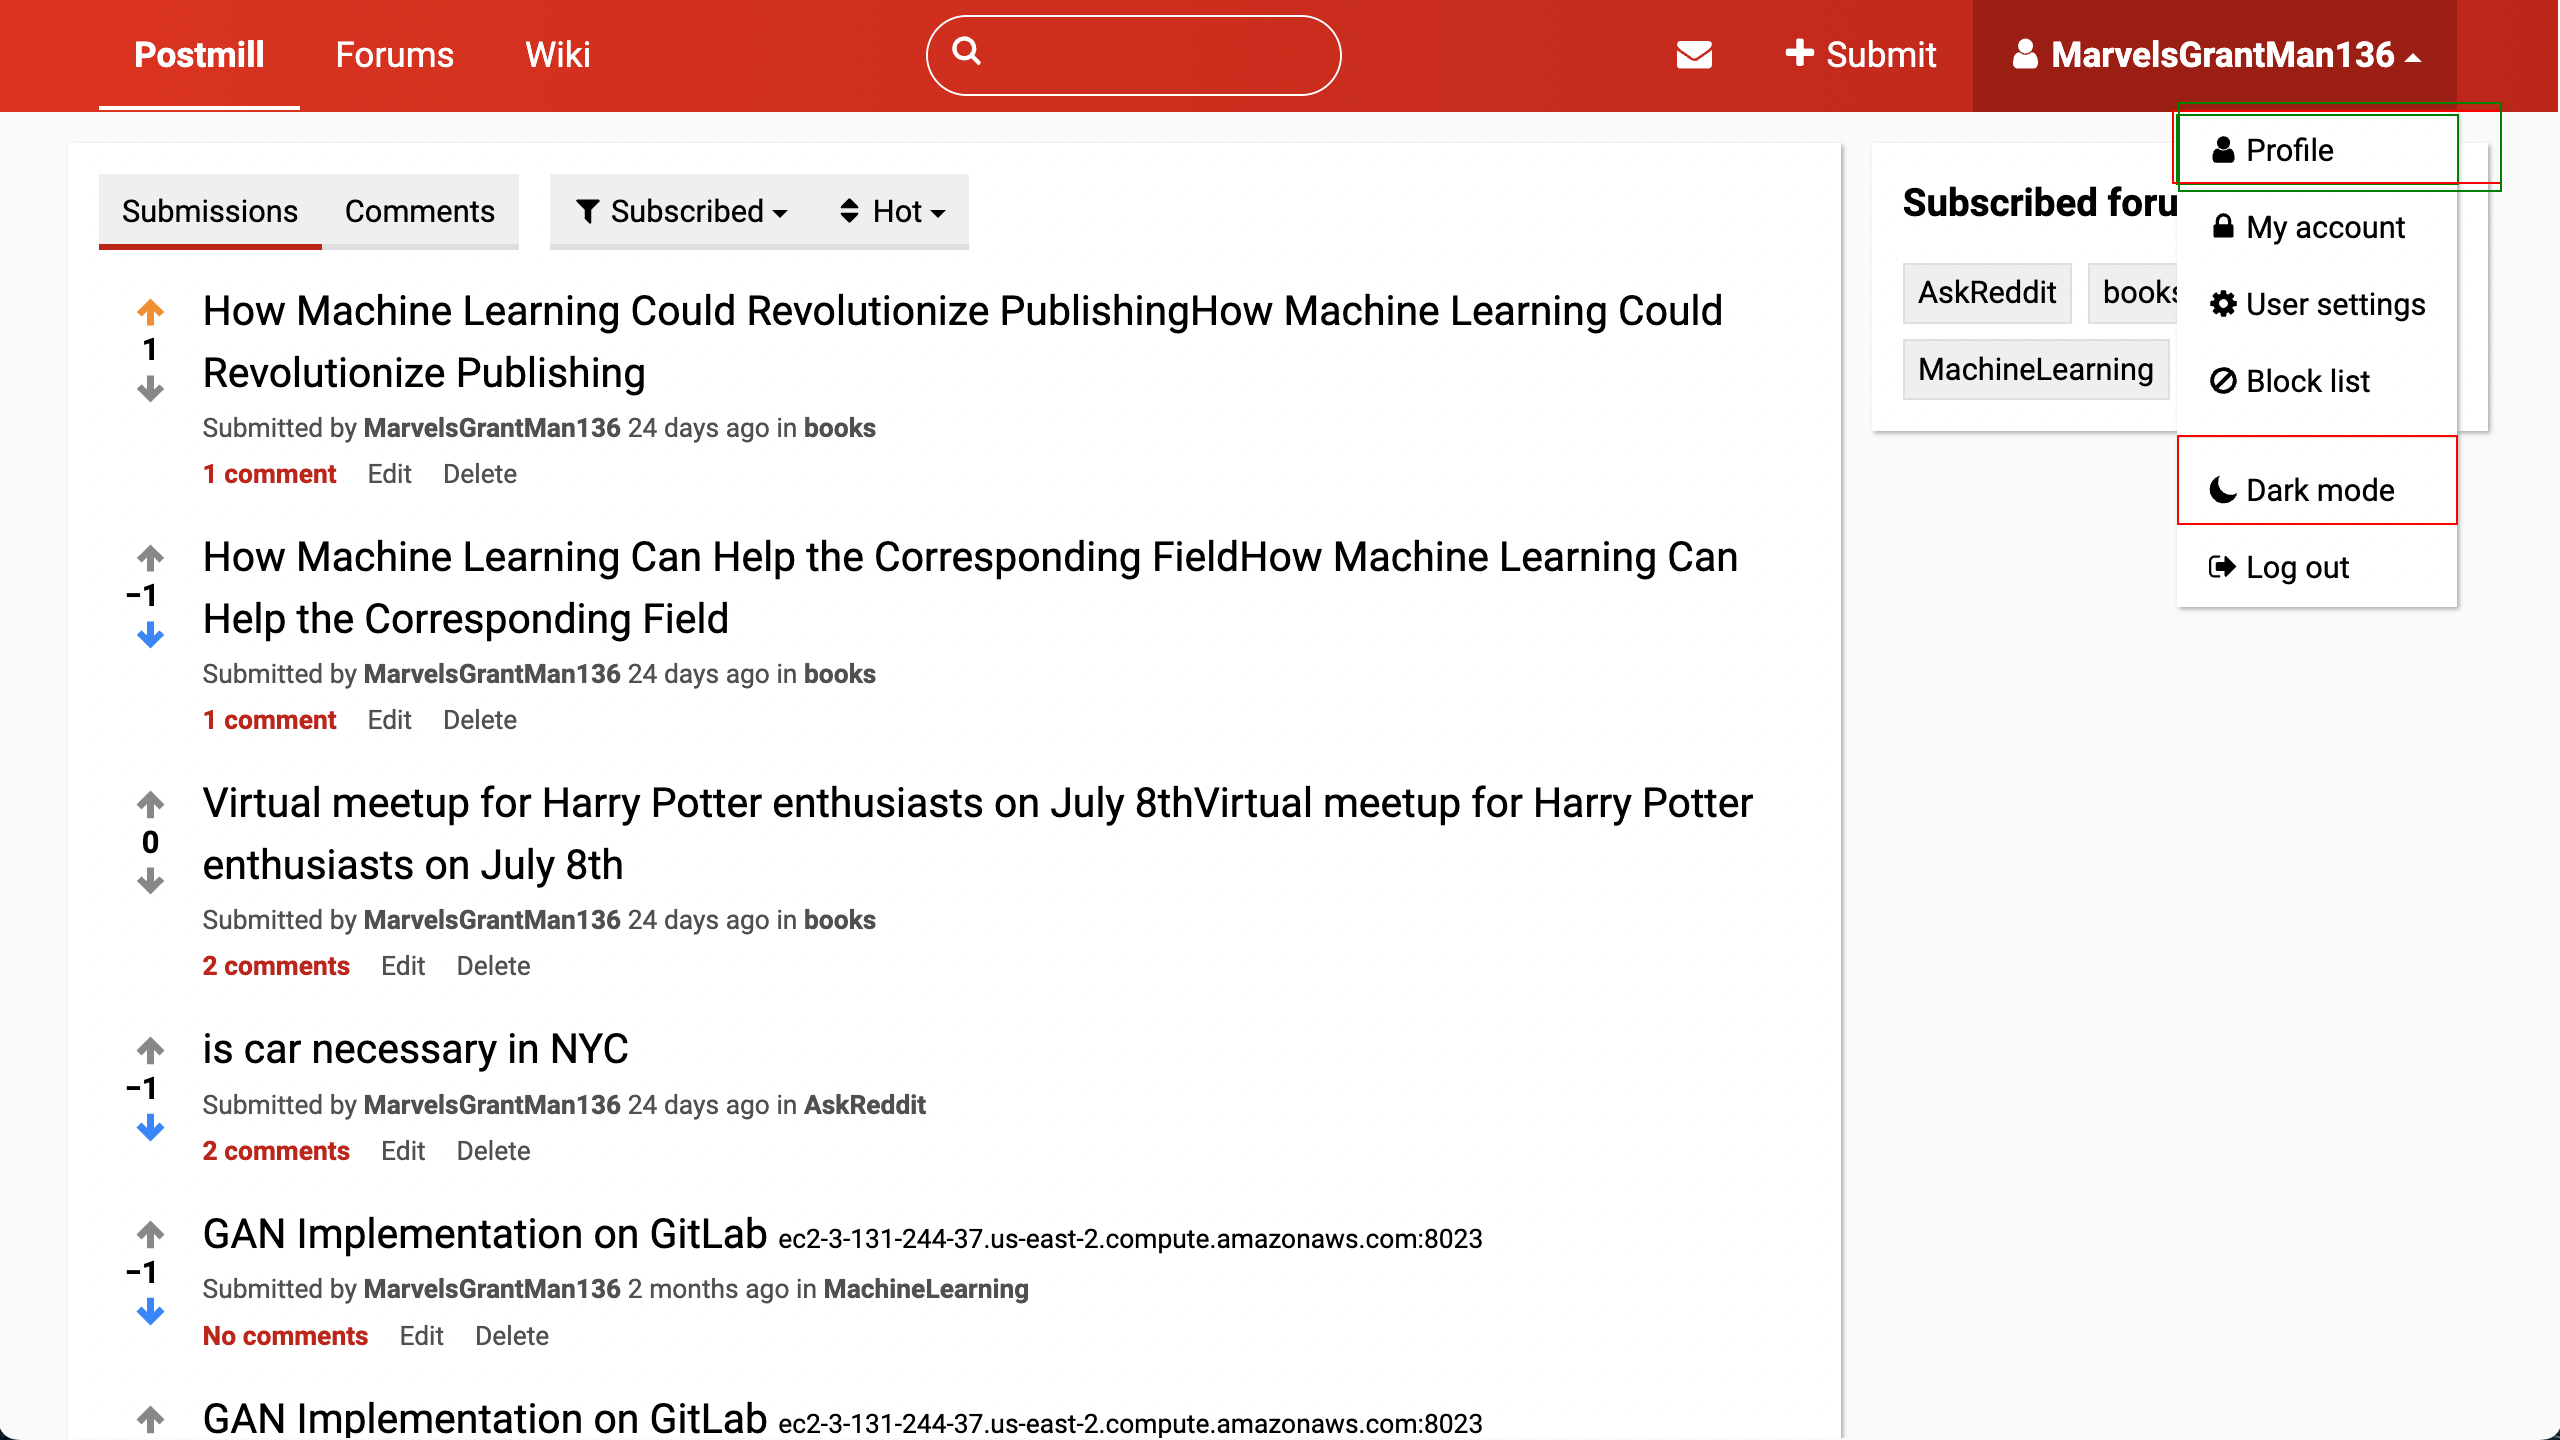 Postmill Forums Wiki Submit MarvelsGrantMan136
Profile
My account
User settings
Block list
Dark mode
Log out
Submissions Comments Subscribed Hot
How Machine Learning Could Revolutionize PublishingHow Machine Learning Could
Revolutionize Publishing
1
Submitted by MarvelsGrantMan136 24 days ago in books
1 comment Edit Delete
How Machine Learning Can Help the Corresponding FieldHow Machine Learning Can
Help the Corresponding Field
−1
Submitted by MarvelsGrantMan136 24 days ago in books
1 comment Edit Delete
Virtual meetup for Harry Potter enthusiasts on July 8thVirtual meetup for Harry Potter
enthusiasts on July 8th
0
Submitted by MarvelsGrantMan136 24 days ago in books
2 comments Edit Delete
is car necessary in NYC
−1
Submitted by MarvelsGrantMan136 24 days ago in AskReddit
2 comments Edit Delete
GAN Implementation on GitLab ec2-3-131-244-37.us-east-2.compute.amazonaws.com:8023
−1
Submitted by MarvelsGrantMan136 2 months ago in MachineLearning
No comments Edit Delete
GAN Implementation on GitLab ec2-3-131-244-37.us-east-2.compute.amazonaws.com:8023
Subscribed foru
AskReddit books
MachineLearning